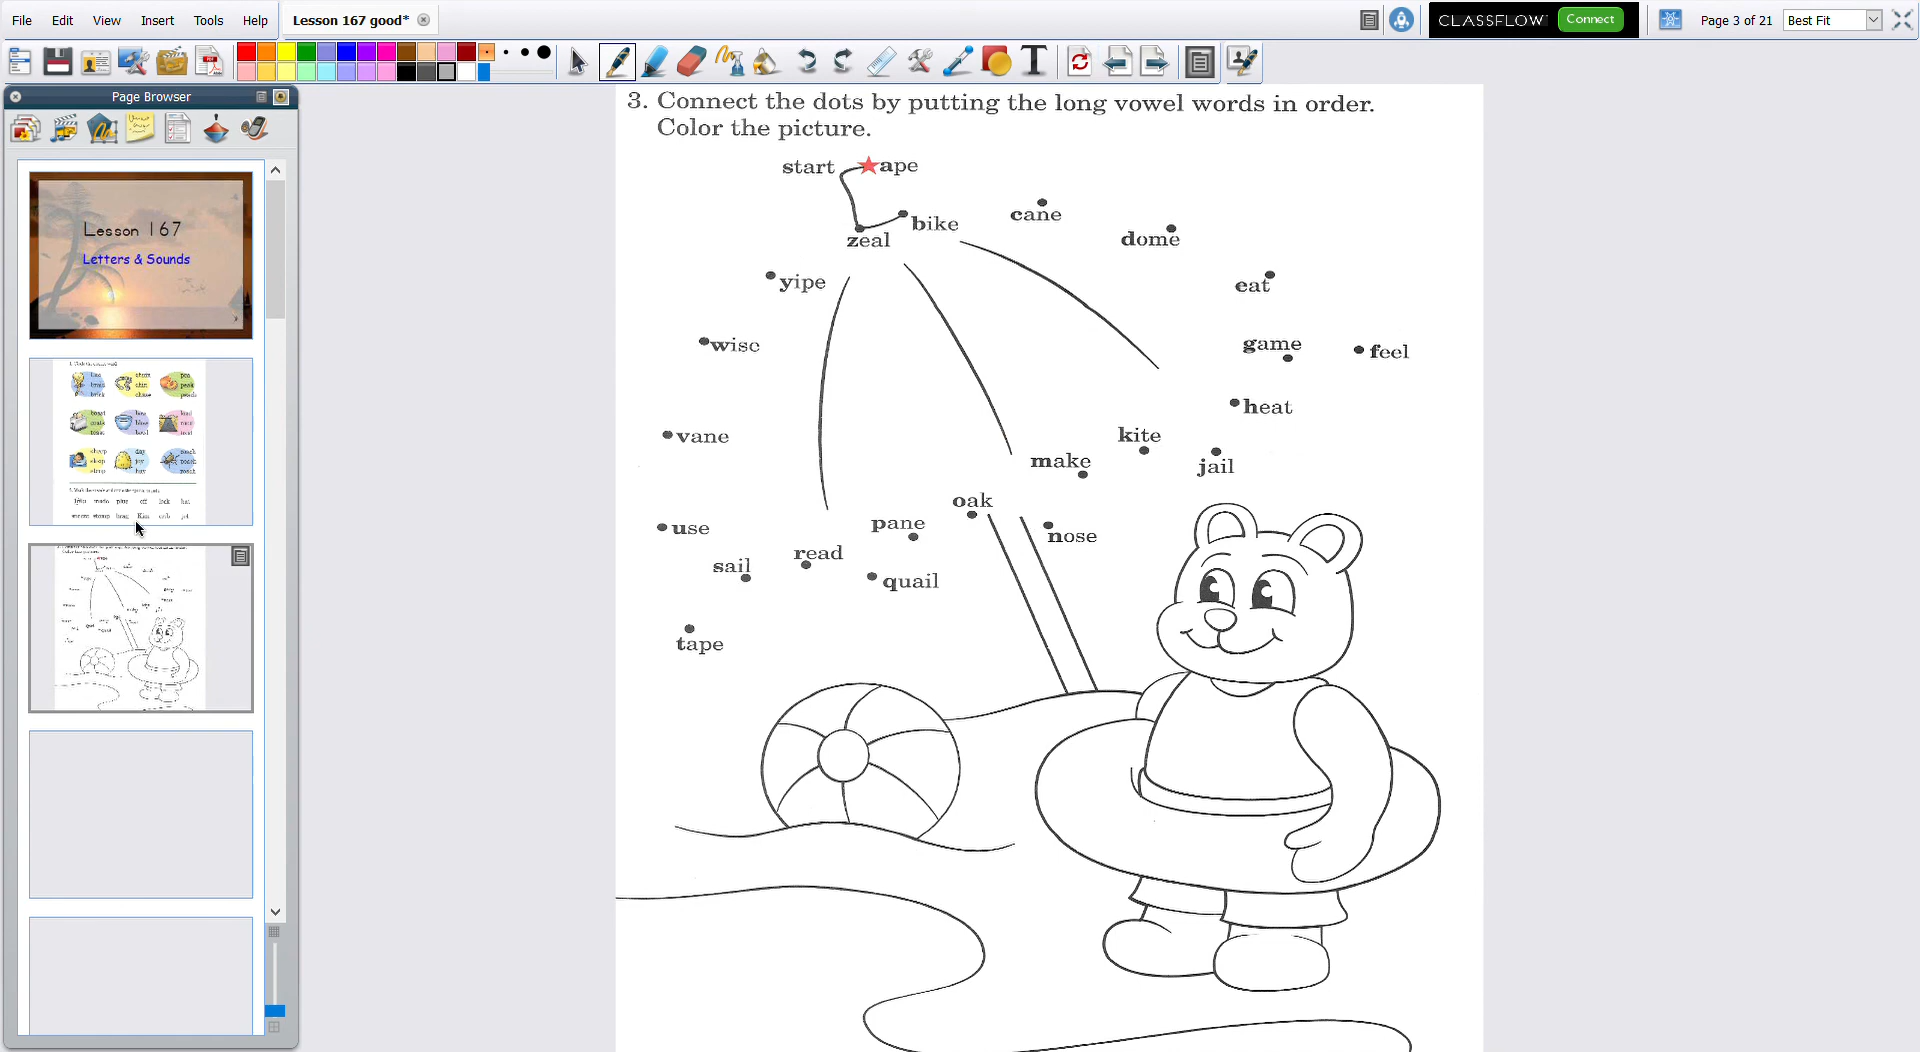 File Edit View Insert Tools Help
Lesson 167 good*
CLASSFLOW Connect
Page 3 of 21
Best Fit
Page Browser
Lesson 167
Letters & Sounds
3. Connect the dots by putting the long vowel words in order.
Color the picture.
start ape
bike
cane
dome
zeal
yipe
eat
wise
game
feel
heat
vane
kite
make
jail
oak
use
pane
nose
read
sail
quail
tape